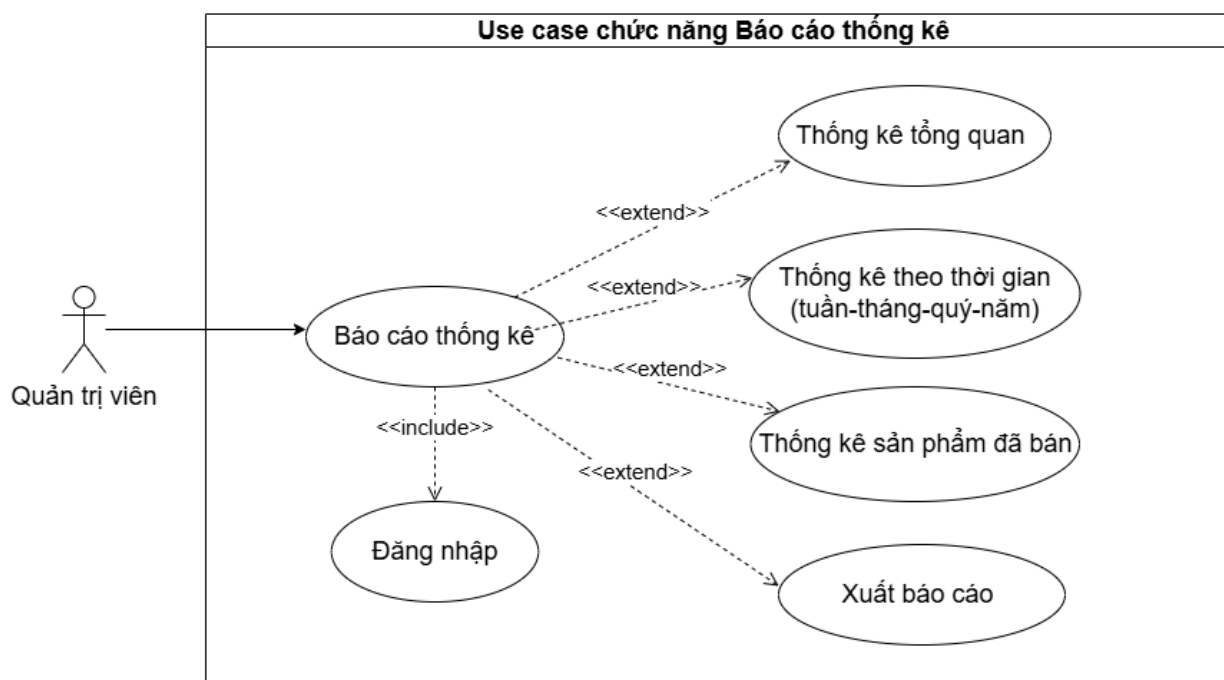 Use case chức năng Báo cáo thống kê
Thống kê tổng quan
<<extend>>
Thống kê theo thời gian
(tuần-tháng-quý-năm)
<<extend>>
Báo cáo thống kê
<<extend>>
Quản trị viên
<<include>>
Thống kê sản phẩm đã bán
<<extend>>
Đăng nhập
Xuất báo cáo